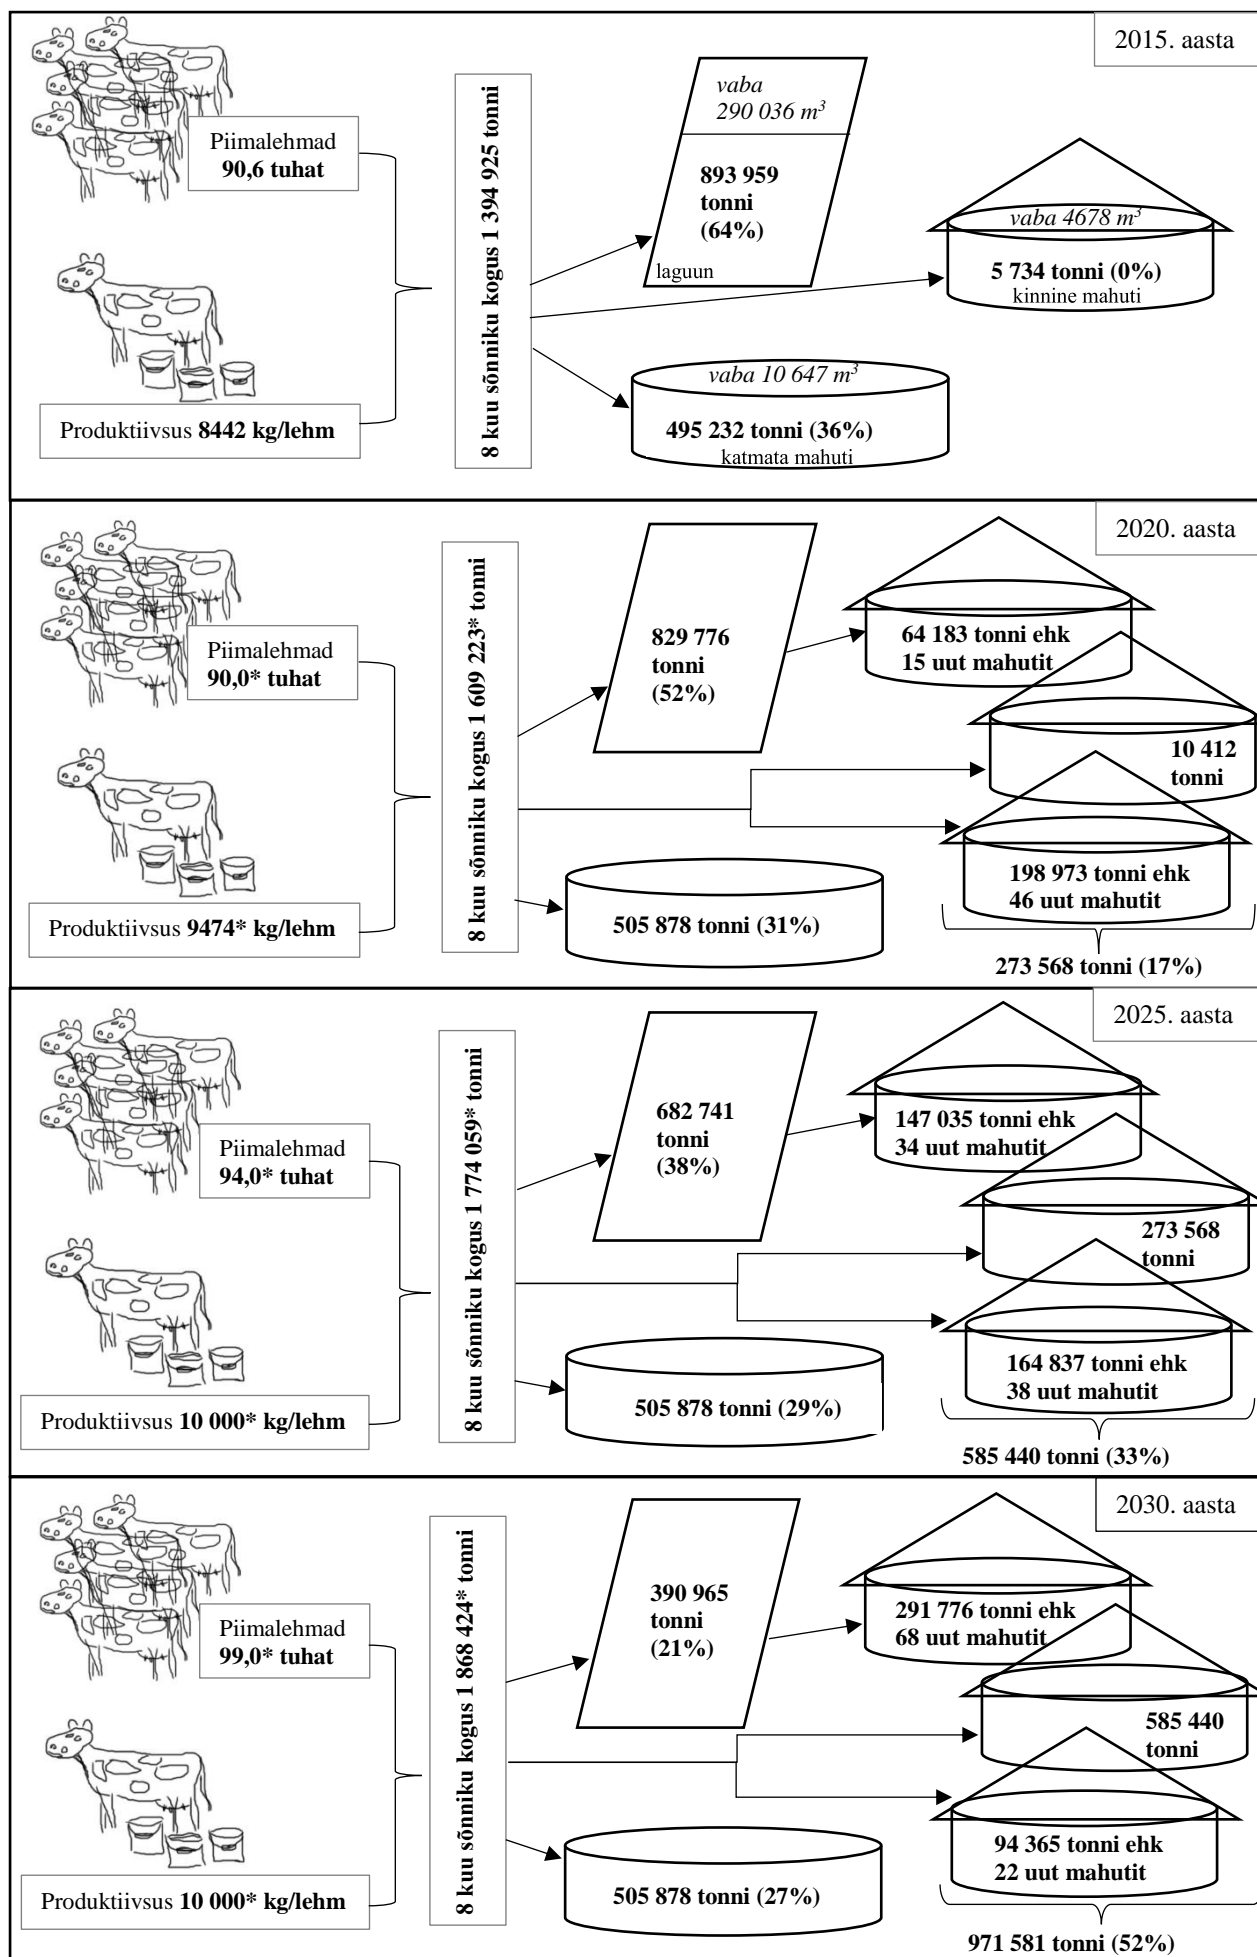 2015. aasta
Piimalehmad
90,6 tuhat
Produktiivsus 8442 kg/lehm
8 kuu sõnniku kogus 1 394 925 tonni
vaba
290 036 m³
893 959
tonni
(64%)
laguun
vaba 4678 m³
5 734 tonni (0%)
kinnine mahuti
vaba 10 647 m³
495 232 tonni (36%)
katmata mahuti
2020. aasta
Piimalehmad
90,0* tuhat
Produktiivsus 9474* kg/lehm
8 kuu sõnniku kogus 1 609 223* tonni
829 776
tonni
(52%)
64 183 tonni ehk
15 uut mahutit
10 412
tonni
198 973 tonni ehk
46 uut mahutit
505 878 tonni (31%)
273 568 tonni (17%)
2025. aasta
Piimalehmad
94,0* tuhat
Produktiivsus 10 000* kg/lehm
8 kuu sõnniku kogus 1 774 059* tonni
682 741
tonni
(38%)
147 035 tonni ehk
34 uut mahutit
273 568
tonni
164 837 tonni ehk
38 uut mahutit
505 878 tonni (29%)
585 440 tonni (33%)
2030. aasta
Piimalehmad
99,0* tuhat
Produktiivsus 10 000* kg/lehm
8 kuu sõnniku kogus 1 868 424* tonni
390 965
tonni
(21%)
291 776 tonni ehk
68 uut mahutit
585 440
tonni
94 365 tonni ehk
22 uut mahutit
505 878 tonni (27%)
971 581 tonni (52%)